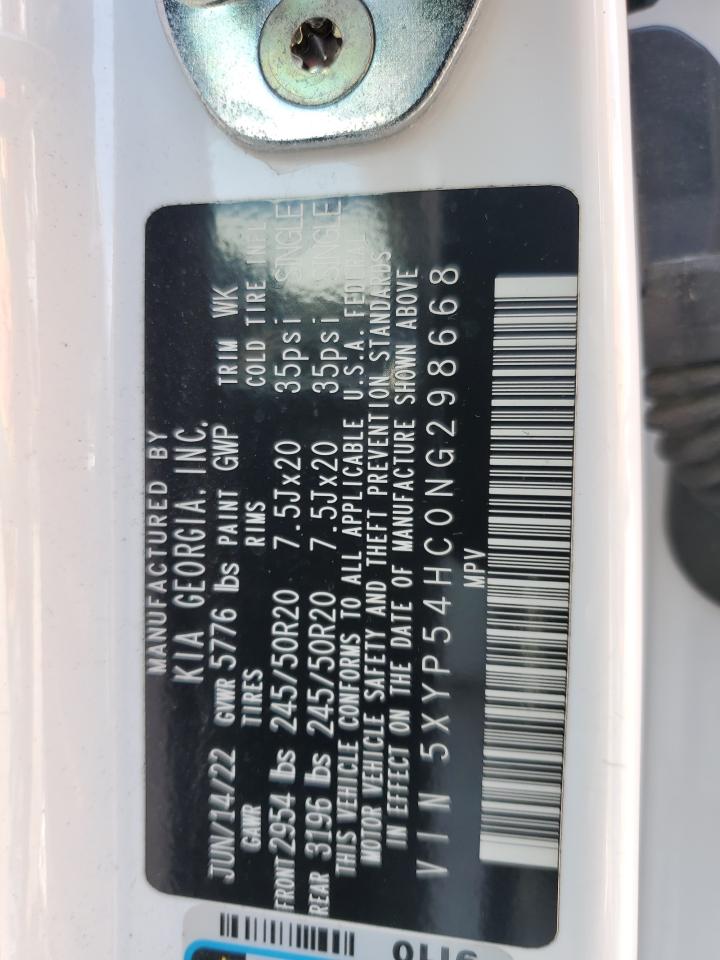 MANUFACTURED BY
KIA GEORGIA. INC.
JUN/14/22 GVWR 5776 lbs PAINT GWP TRIM WK
GAWR TIRES RIMS COLD TIRE INFL
FRONT 2954 lbs 245/50R20 7.5Jx20 35psi SINGLE
REAR 3196 lbs 245/50R20 7.5Jx20 35psi SINGLE
THIS VEHICLE CONFORMS TO ALL APPLICABLE U.S.A. FEDERAL
MOTOR VEHICLE SAFETY AND THEFT PREVENTION STANDARDS
IN EFFECT ON THE DATE OF MANUFACTURE SHOWN ABOVE
VIN 5XYP54HC0NG298668
MPV